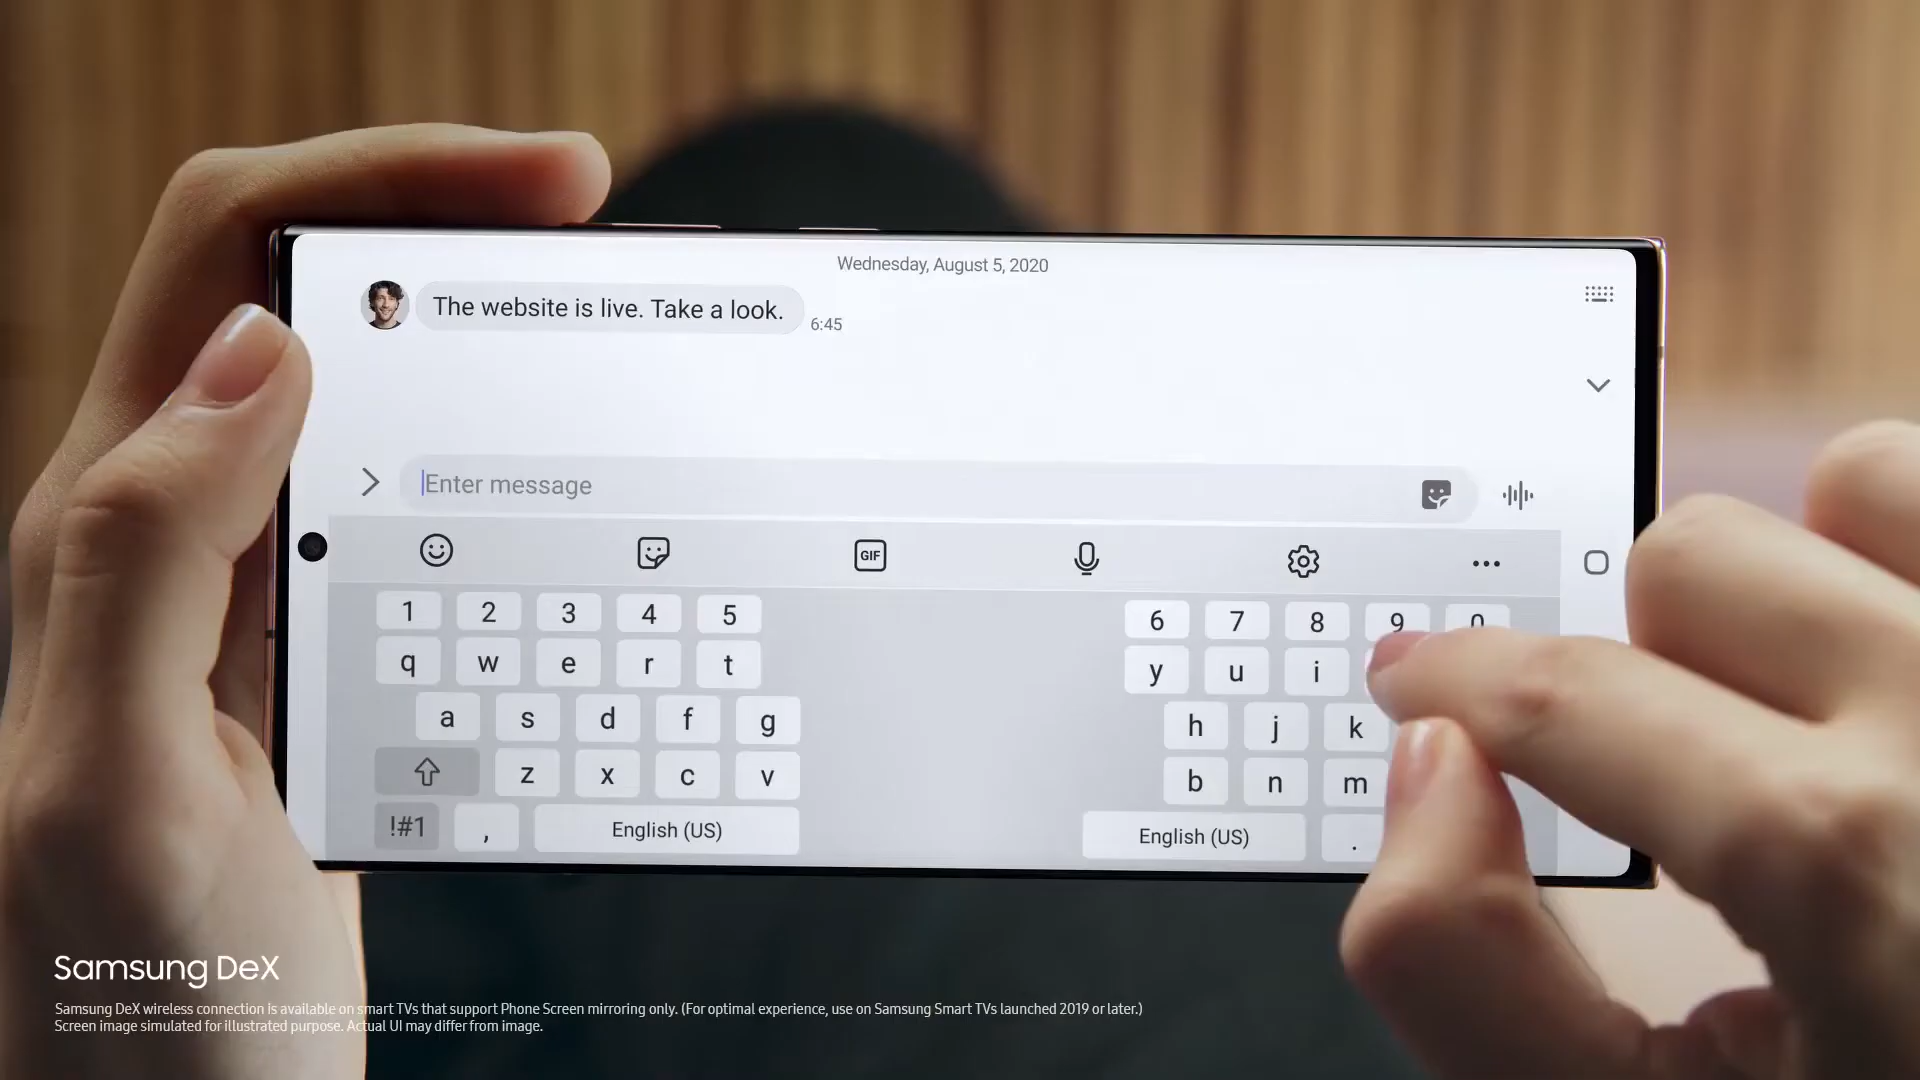 Wednesday, August 5, 2020
The website is live. Take a look.
6:45
Enter message
GIF
1 2 3 4 5 6 7 8 9 0
q w e r t y u i
a s d f g h j k
z x c v b n m
!#1 , English (US) English (US) .
Samsung DeX
Samsung DeX wireless connection is available on smart TVs that support Phone Screen mirroring only. (For optimal experience, use on Samsung Smart TVs launched 2019 or later.)
Screen image simulated for illustrated purpose. Actual UI may differ from image.